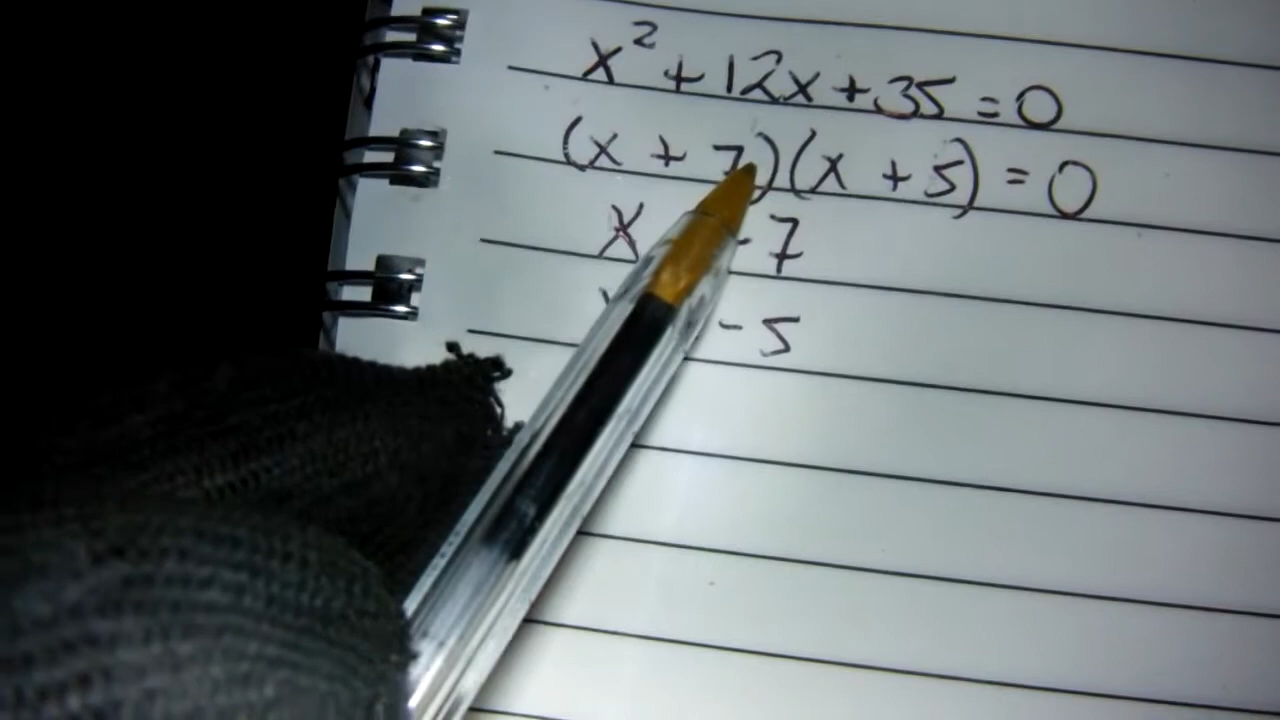 x² + 12x + 35 = 0
(x + 7)(x + 5) = 0
x -7
-5